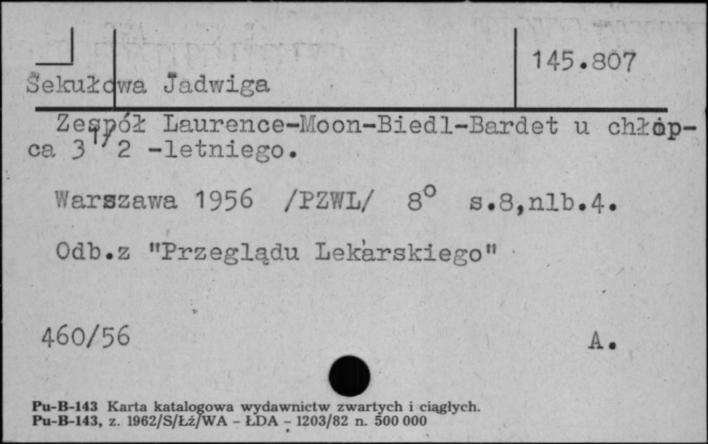 145.807
Sekułowa Jadwiga
Zespół Laurence-Moon-Biedl-Bardet u chłop-
ca 3 1/2 -letniego.
Warszawa 1956 /PZWL/ 8° s.8,nlb.4.
Odb.z "Przeglądu Lekarskiego"
460/56 A.
Pu-B-143 Karta katalogowa wydawnictw zwartych i ciągłych.
Pu-B-143, z. 1962/S/Łż/WA - ŁDA - 1203/82 n. 500 000